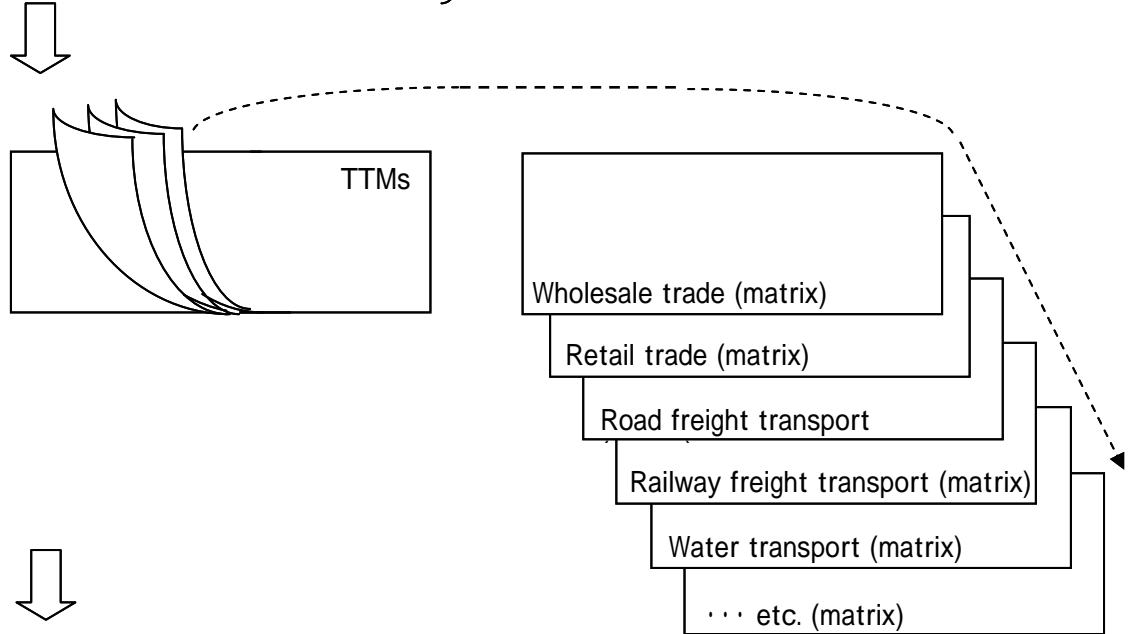 TTMs
Wholesale trade (matrix)
Retail trade (matrix)
Road freight transport
Railway freight transport (matrix)
Water transport (matrix)
··· etc. (matrix)